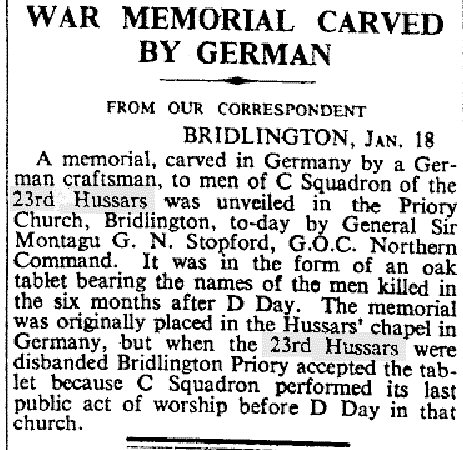 WAR MEMORIAL CARVED
BY GERMAN
FROM OUR CORRESPONDENT
BRIDLINGTON, JAN. 18
A memorial, carved in Germany by a Ger-
man craftsman, to men of C Squadron of the
23rd Hussars was unveiled in the Priory
Church, Bridlington, to-day by General Sir
Montagu G. N. Stopford, G.O.C. Northern
Command. It was in the form of an oak
tablet bearing the names of the men killed in
the six months after D Day. The memorial
was originally placed in the Hussars' chapel in
Germany, but when the 23rd Hussars were
disbanded Bridlington Priory accepted the tab-
let because C Squadron performed its last
public act of worship before D Day in that
church.